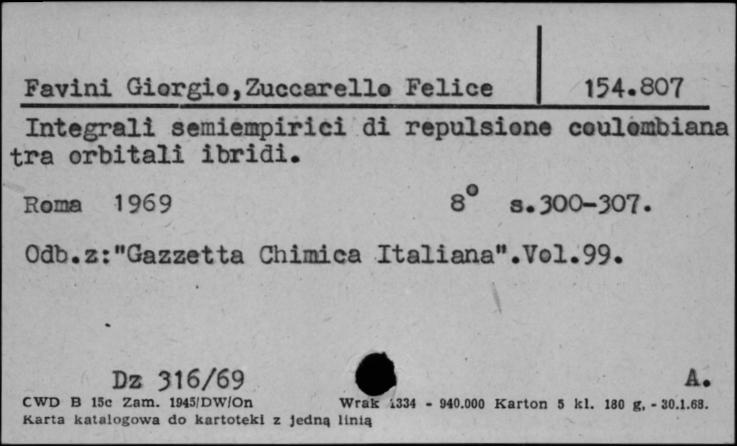 Favini Giorgio,Zuccarello Felice 154.807
Integrali semiempirici di repulsione coulombiana
tra orbitali ibridi.
Roma 1969 8° s.300-307.
Odb.z:"Gazzetta Chimica Italiana".Vol.99.
Dz 316/69 A.
CWD B 15c Zam. 1945/DW/On Wrak 1334 - 940.000 Karton 5 kl. 180 g. - 30.1.68.
Karta katalogowa do kartoteki z jedną linią